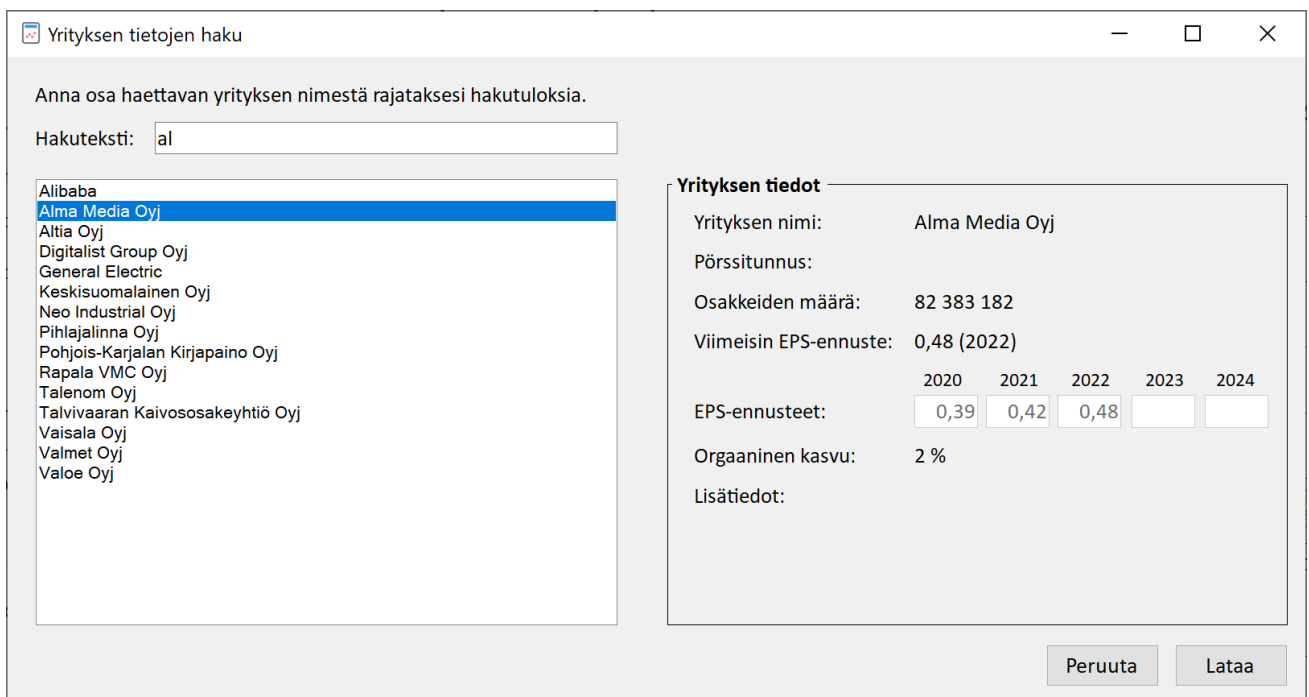 Yrityksen tietojen haku
Anna osa haettavan yrityksen nimestä rajataksesi hakutuloksia.
Hakuteksti: al
Alibaba
Alma Media Oyj
Altia Oyj
Digitalist Group Oyj
General Electric
Keskisuomalainen Oyj
Neo Industrial Oyj
Pihlajalinna Oyj
Pohjois-Karjalan Kirjapaino Oyj
Rapala VMC Oyj
Talenom Oyj
Talvivaaran Kaivososakeyhtiö Oyj
Vaisala Oyj
Valmet Oyj
Valoe Oyj
Yrityksen tiedot
Yrityksen nimi: Alma Media Oyj
Pörssitunnus:
Osakkeiden määrä: 82 383 182
Viimeisin EPS-ennuste: 0,48 (2022)
2020 2021 2022 2023 2024
EPS-ennusteet: 0,39 0,42 0,48
Orgaaninen kasvu: 2 %
Lisätiedot:
Peruuta Lataa